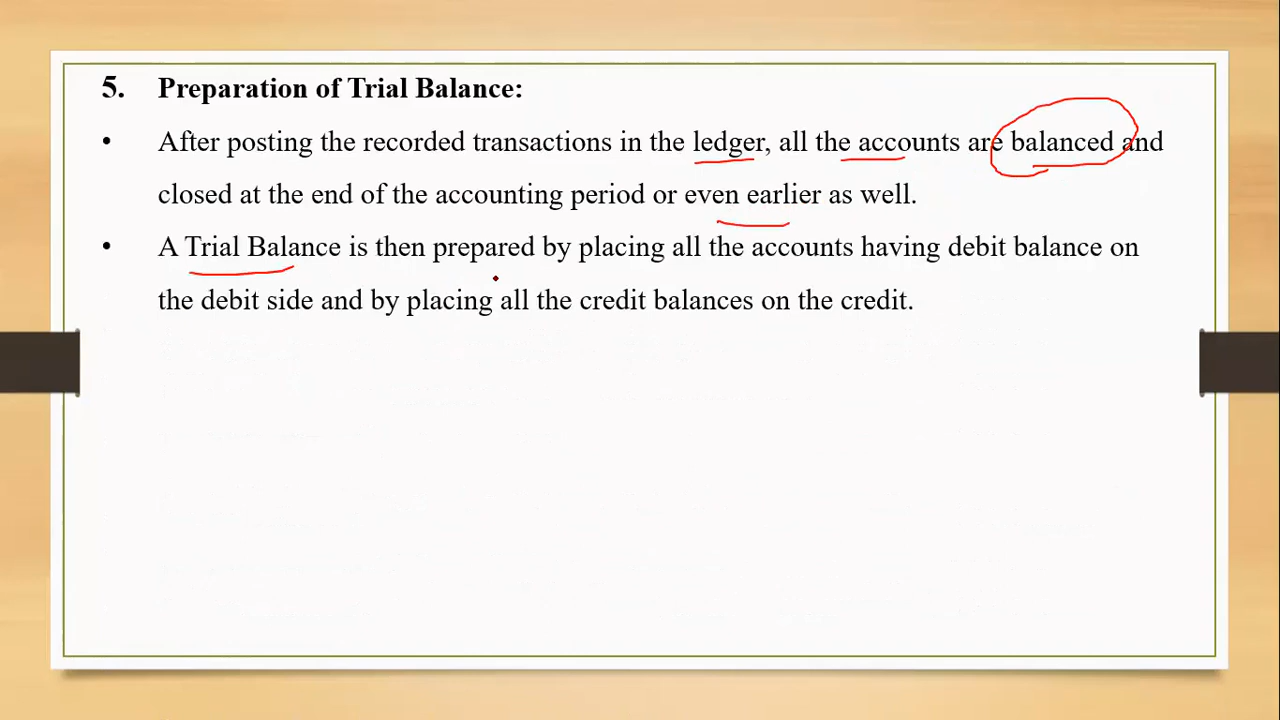 5. Preparation of Trial Balance:
• After posting the recorded transactions in the ledger, all the accounts are balanced and
closed at the end of the accounting period or even earlier as well.
• A Trial Balance is then prepared by placing all the accounts having debit balance on
the debit side and by placing all the credit balances on the credit.